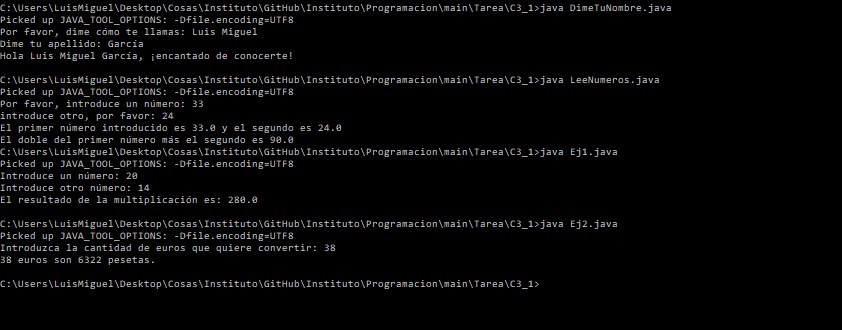 C:\Users\LuisMiguel\Desktop\Cosas\Instituto\GitHub\Instituto\Programacion\main\Tarea\C3_1>java DimeTuNombre.java
Picked up JAVA_TOOL_OPTIONS: -Dfile.encoding=UTF8
Por favor, dime cómo te llamas: Luis Miguel
Dime tu apellido: García
Hola Luis Miguel García, ¡encantado de conocerte!
C:\Users\LuisMiguel\Desktop\Cosas\Instituto\GitHub\Instituto\Programacion\main\Tarea\C3_1>java LeeNumeros.java
Picked up JAVA_TOOL_OPTIONS: -Dfile.encoding=UTF8
Por favor, introduce un número: 33
introduce otro, por favor: 24
El primer número introducido es 33.0 y el segundo es 24.0
El doble del primer número más el segundo es 90.0
C:\Users\LuisMiguel\Desktop\Cosas\Instituto\GitHub\Instituto\Programacion\main\Tarea\C3_1>java Ej1.java
Picked up JAVA_TOOL_OPTIONS: -Dfile.encoding=UTF8
Introduce un número: 20
Introduce otro número: 14
El resultado de la multiplicación es: 280.0
C:\Users\LuisMiguel\Desktop\Cosas\Instituto\GitHub\Instituto\Programacion\main\Tarea\C3_1>java Ej2.java
Picked up JAVA_TOOL_OPTIONS: -Dfile.encoding=UTF8
Introduzca la cantidad de euros que quiere convertir: 38
38 euros son 6322 pesetas.
C:\Users\LuisMiguel\Desktop\Cosas\Instituto\GitHub\Instituto\Programacion\main\Tarea\C3_1>